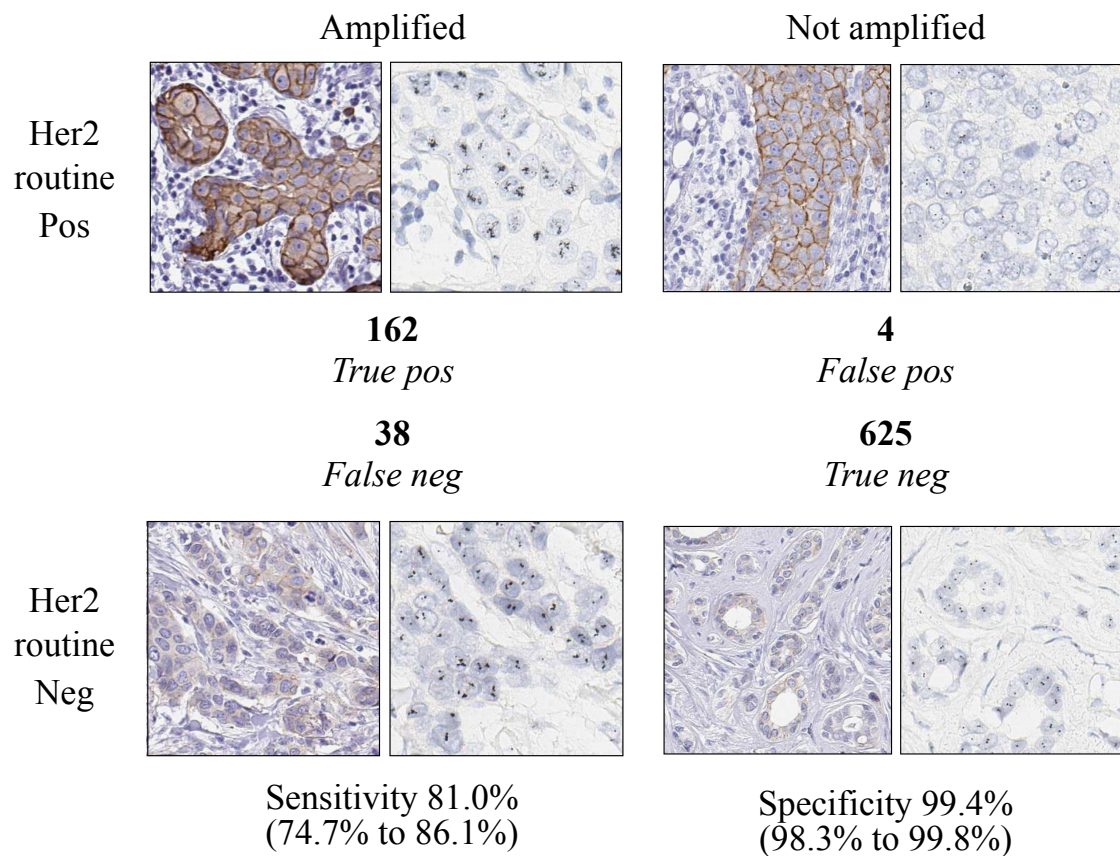 Amplified
Not amplified
Her2
routine
Pos
162
True pos
4
False pos
38
False neg
625
True neg
Her2
routine
Neg
Sensitivity 81.0%
(74.7% to 86.1%)
Specificity 99.4%
(98.3% to 99.8%)